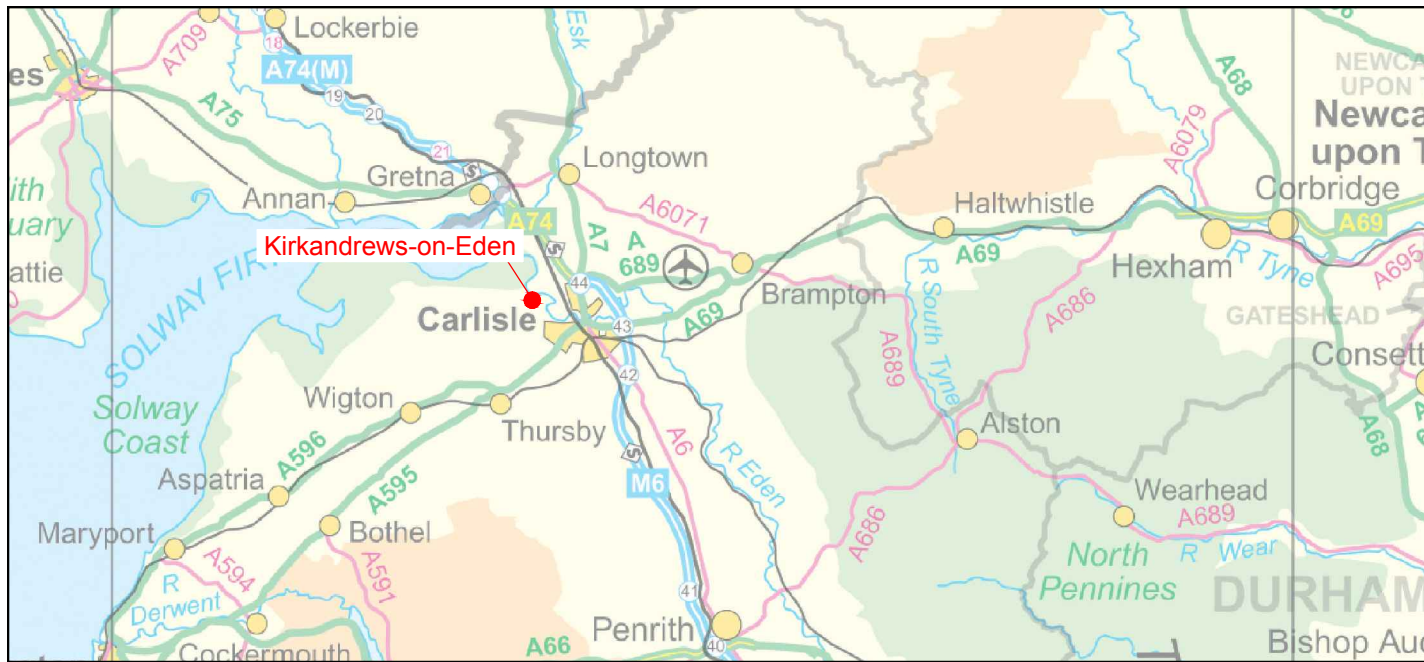 Lockerbie
Esk
A709
18
A74(M)
es
19
20
A75
21
S
Gretna
Longtown
Annan
A74
A6071
A7
A
689
S
44
Kirkandrews-on-Eden
SOLWAY FIR
Carlisle
43
A69
42
Brampton
A689
Haltwhistle
A69
A68
A68
A6079
NEWCA
UPON T
Newca
upon T
Corbridge
A69
Hexham
R Tyne
A695
R South Tyne
A686
GATESHEAD
Consett
A68
ith
uary
attie
Solway
Coast
Wigton
Thursby
A596
A595
Aspatria
Maryport
Bothel
A594
A591
R
Derwent
Cockermouth
A6
S
M6
R Eden
Alston
A686
Wearhead
A689
R Wear
North
Pennines
DURHAM
Bishop Auc
41
Penrith
40
A66